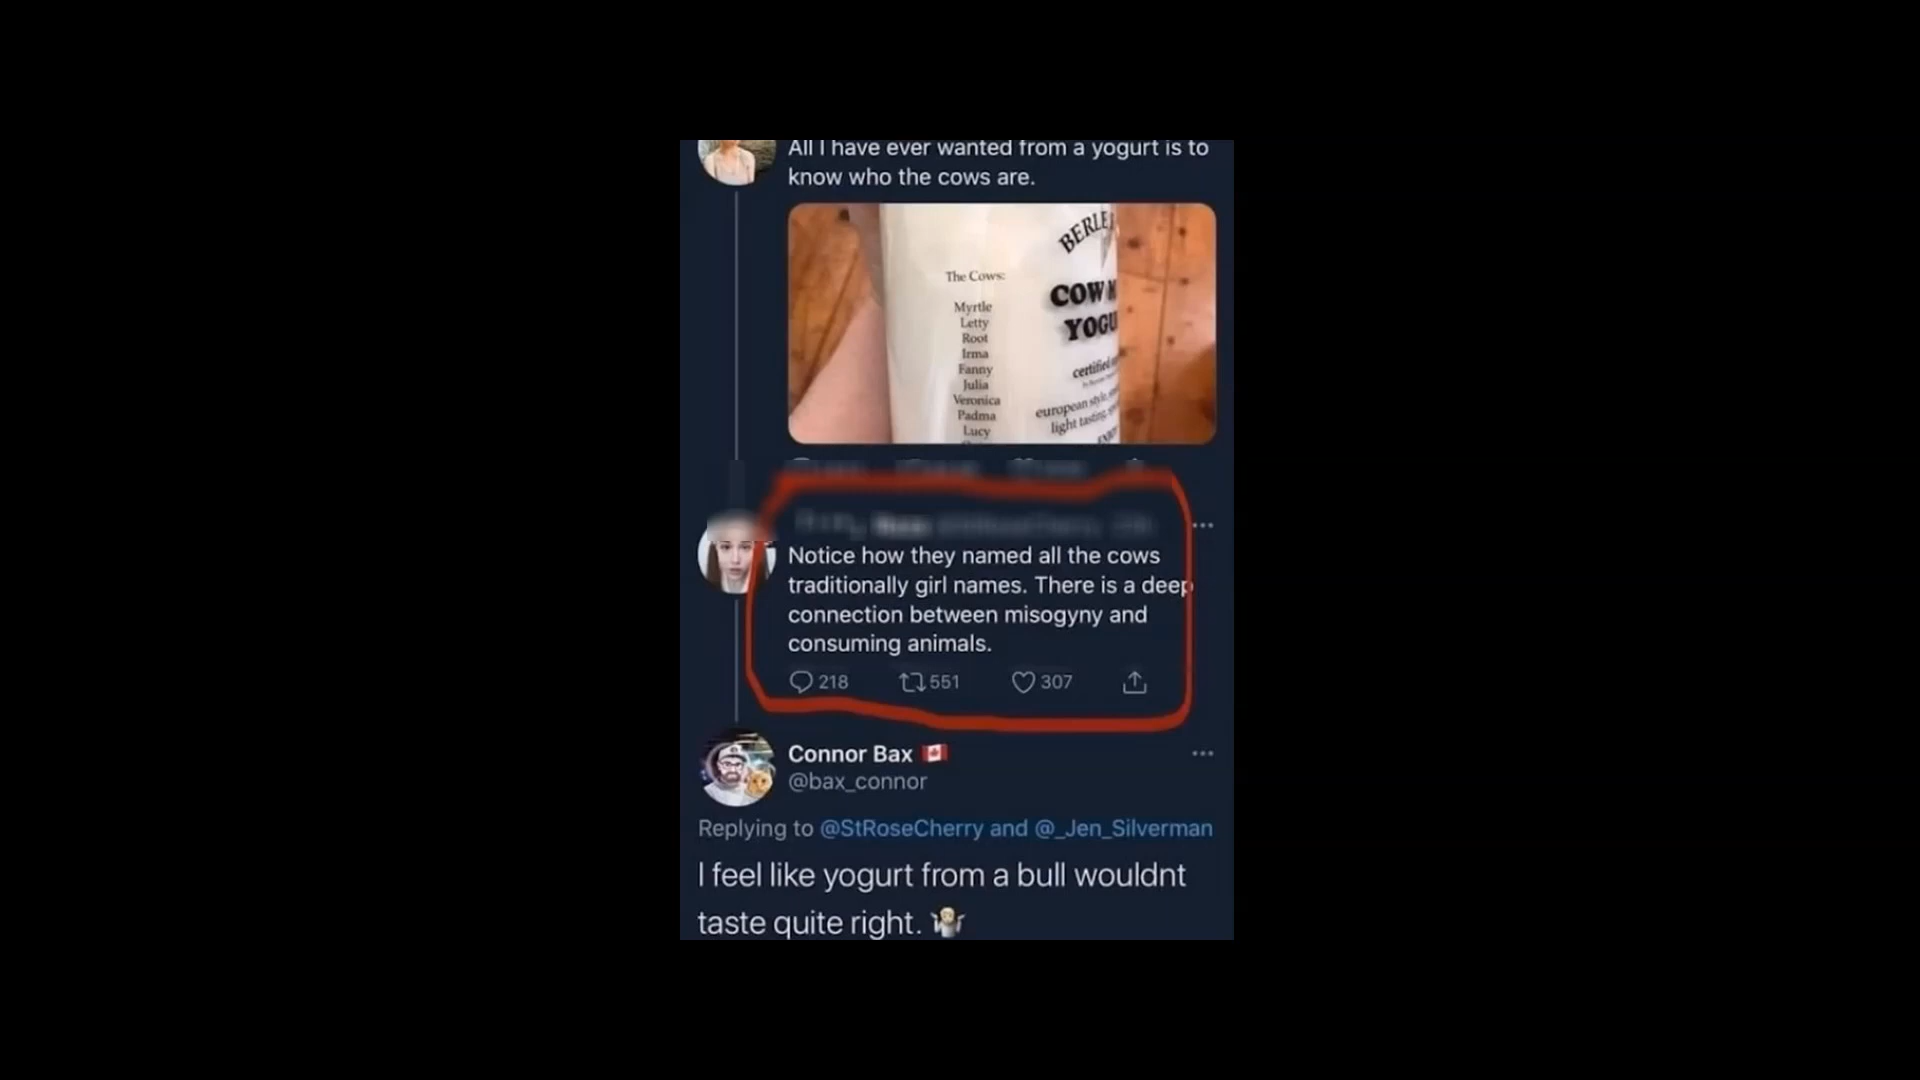 All I have ever wanted from a yogurt is to
know who the cows are.
The Cows:
Myrtle
Letty
Root
Irma
Fanny
Julia
Veronica
Padma
Lucy
COW
certified
european style,
light tasting,
Notice how they named all the cows
traditionally girl names. There is a deep
connection between misogyny and
consuming animals.
218 551 307
Connor Bax
@bax_connor
Replying to @StRoseCherry and @_Jen_Silverman
I feel like yogurt from a bull wouldnt
taste quite right.